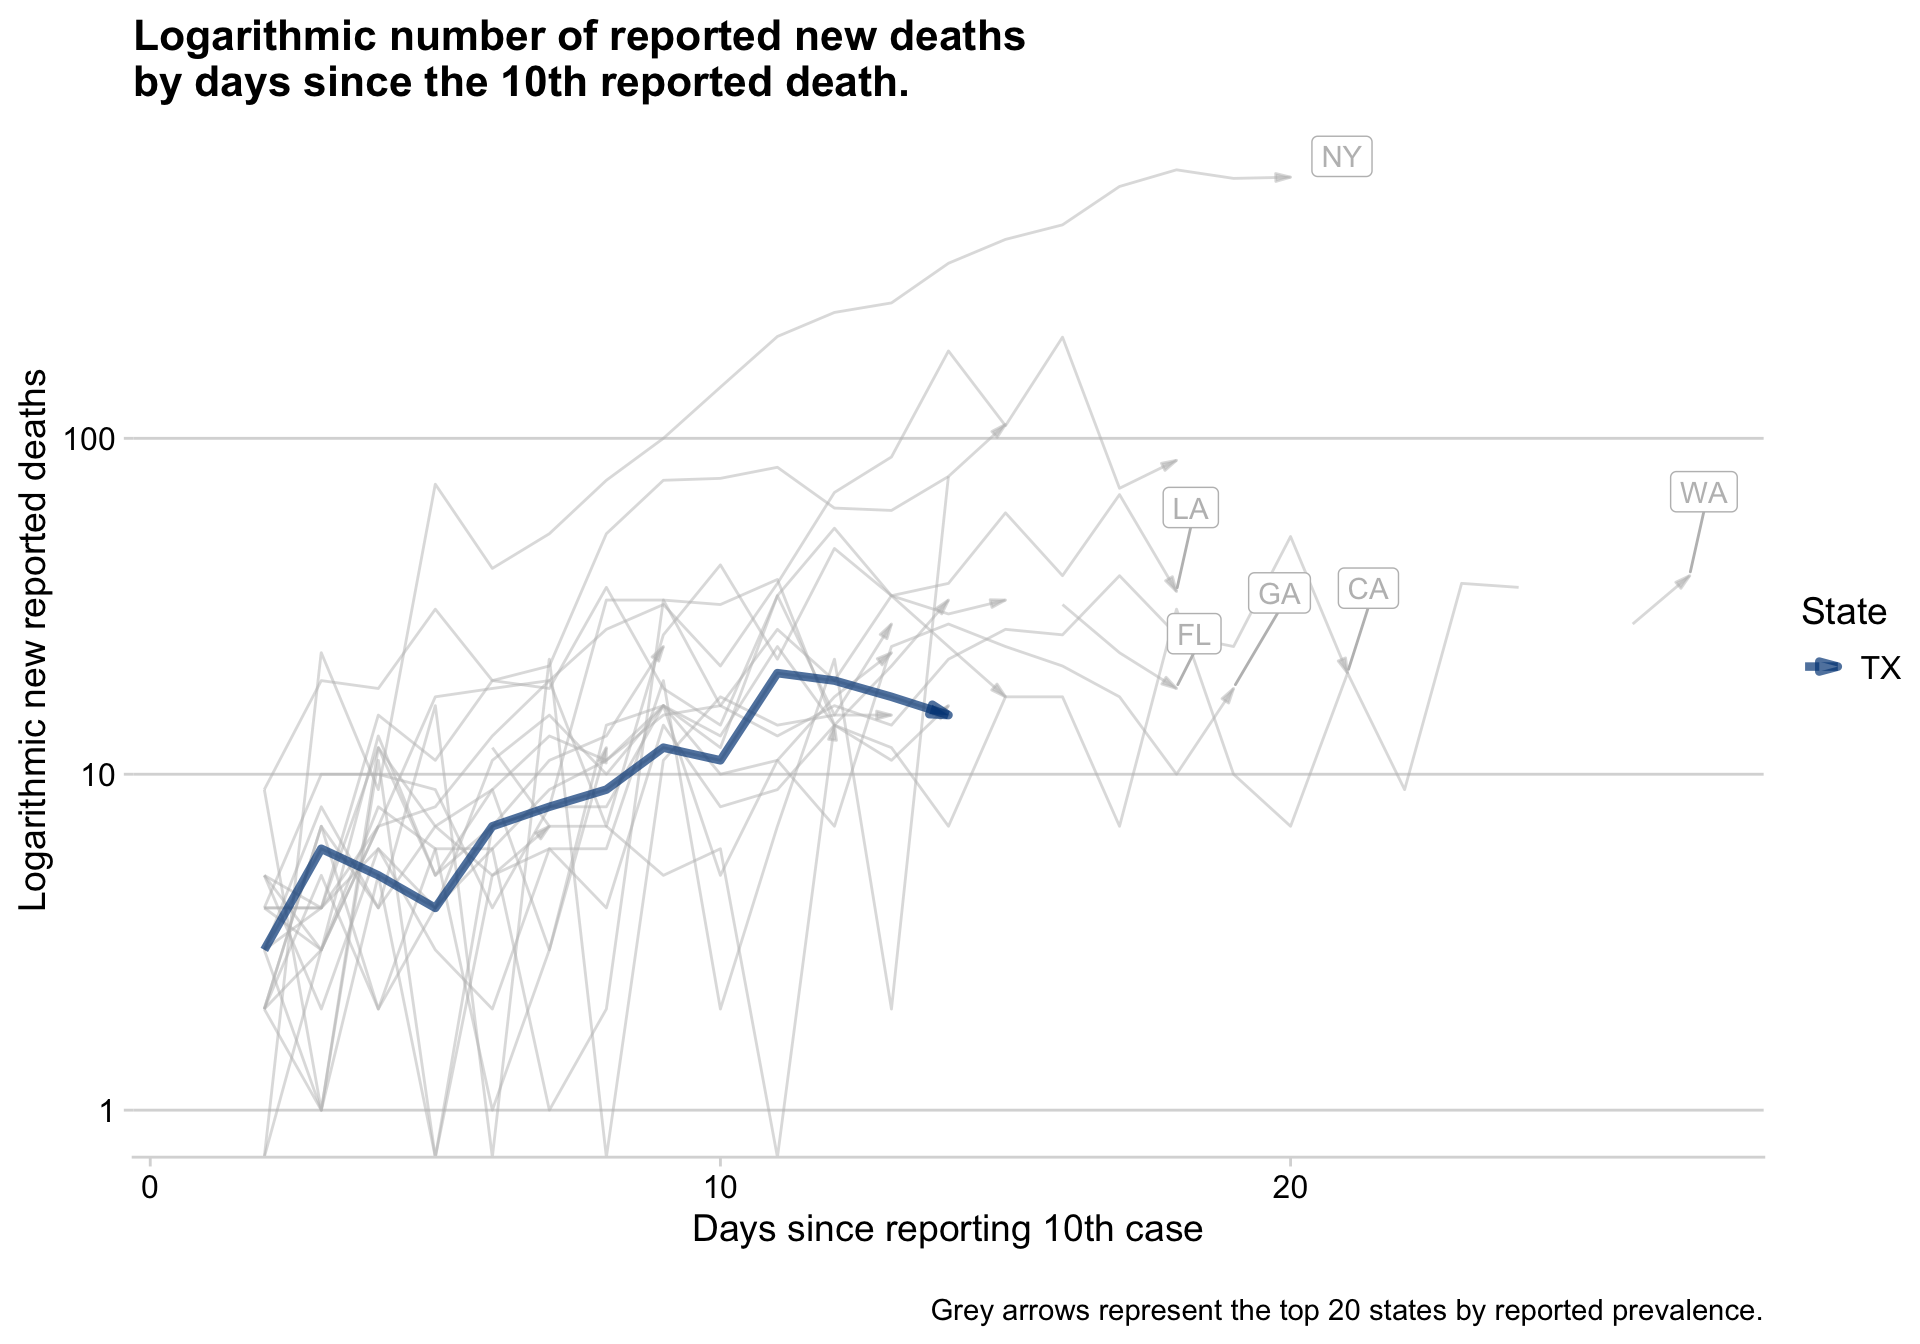 Logarithmic number of reported new deaths
by days since the 10th reported death.
NY
100
LA
WA
GA
CA
FL
State
TX
Logarithmic new reported deaths
10
1
0
10
20
Days since reporting 10th case
Grey arrows represent the top 20 states by reported prevalence.